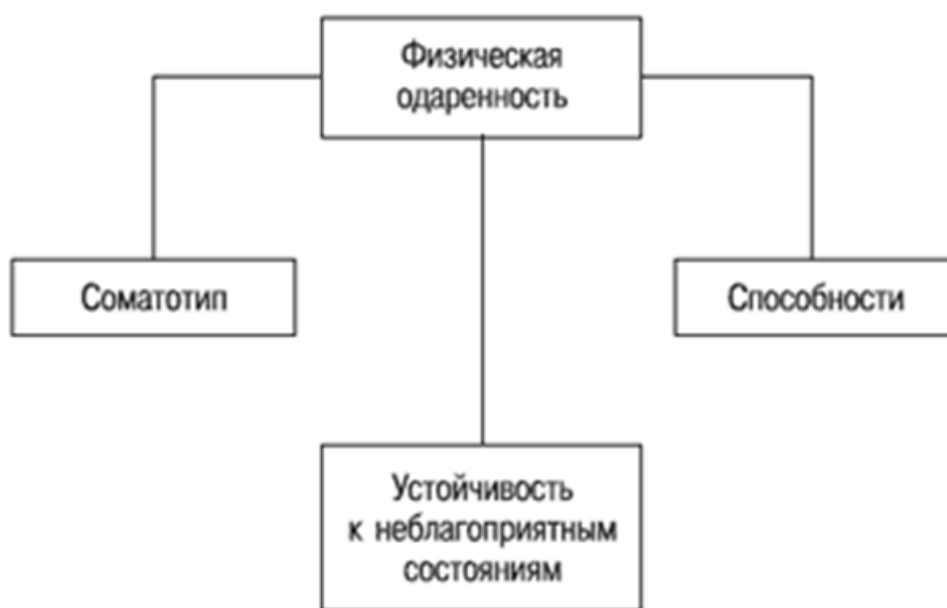 Физическая
одаренность
Соматотип
Способности
Устойчивость
к неблагоприятным
состояниям